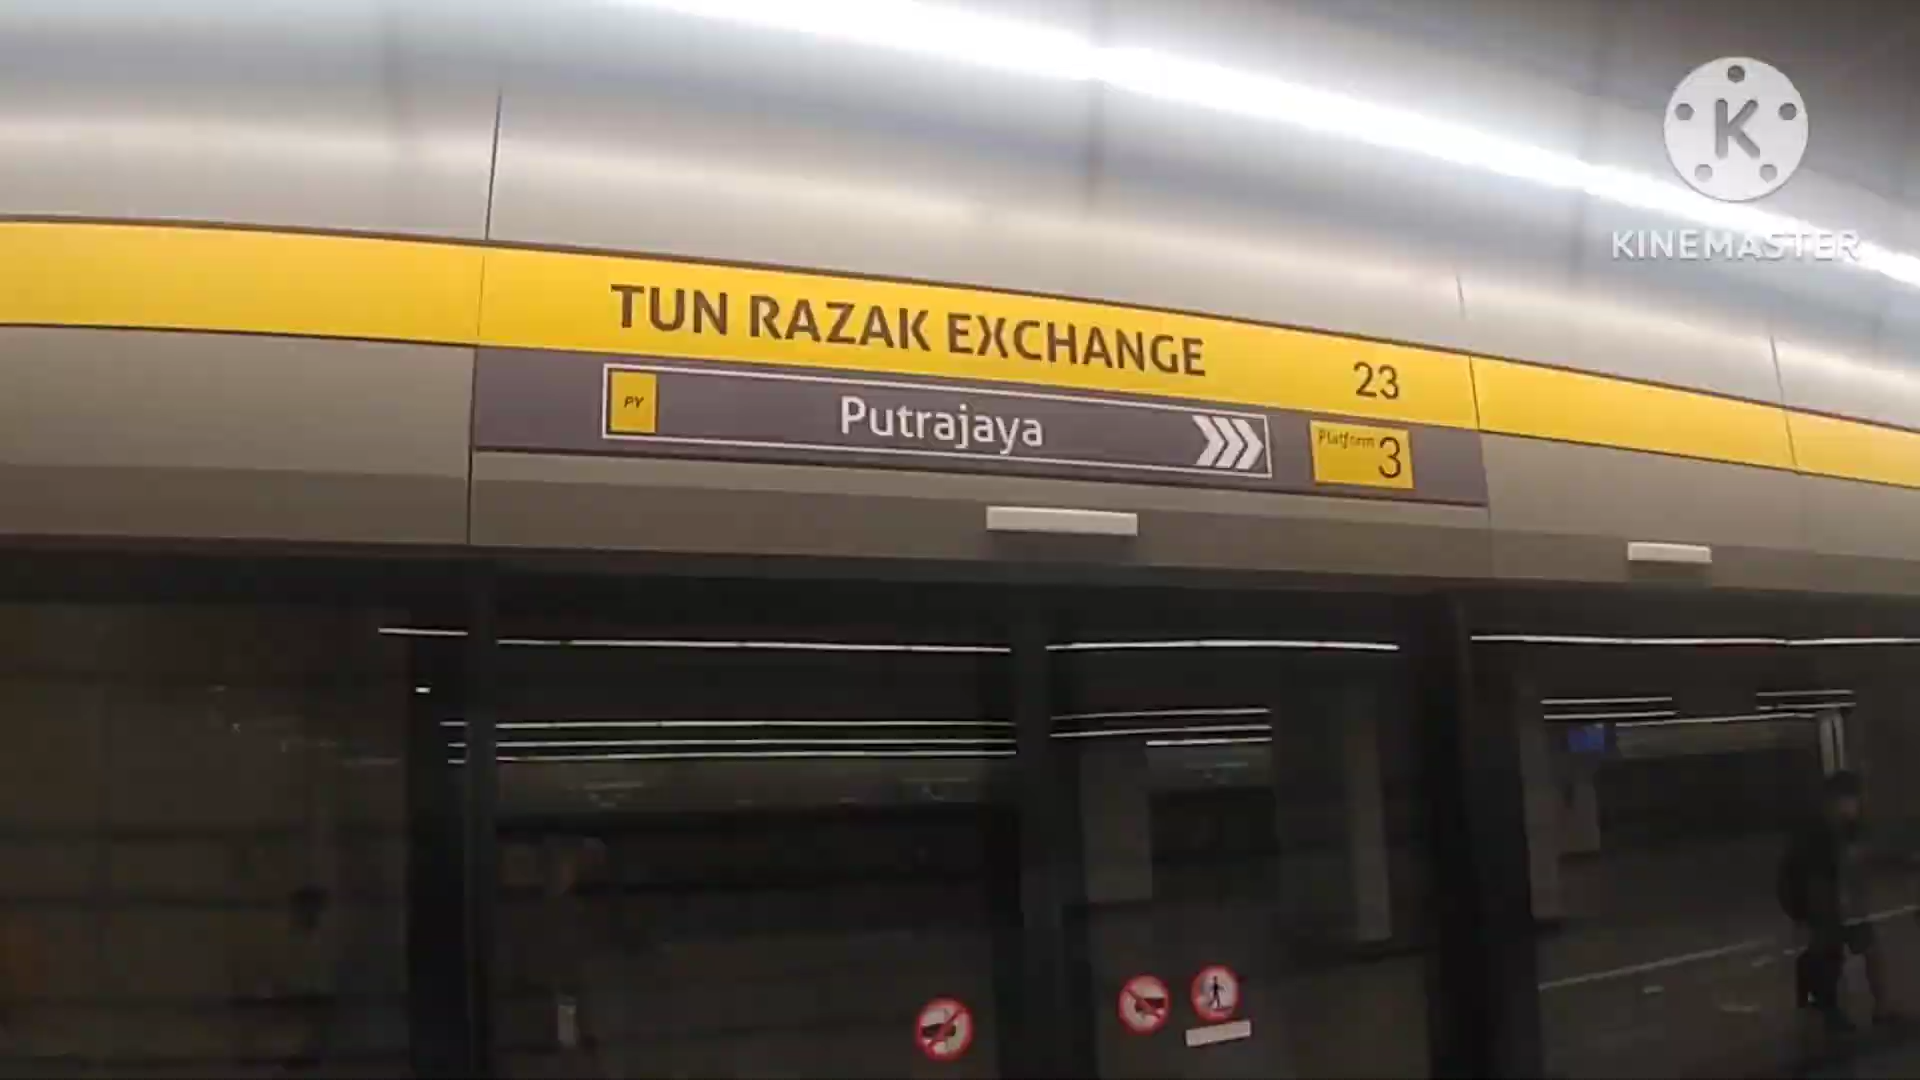 K
KINEMASTER
TUN RAZAK EXCHANGE
23
PY
Putrajaya
Platform 3